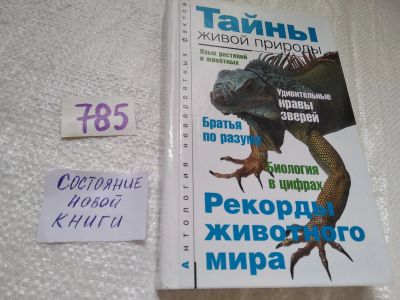 Тайны
живой природы
Язык растений
и животных
Антология невероятных фактов
Удивительные
нравы
зверей
Братья
по разуму
Биология
в цифрах
Рекорды
животного
мира
785
СОСТОЯНИЕ
НОВОЙ
КНИГИ